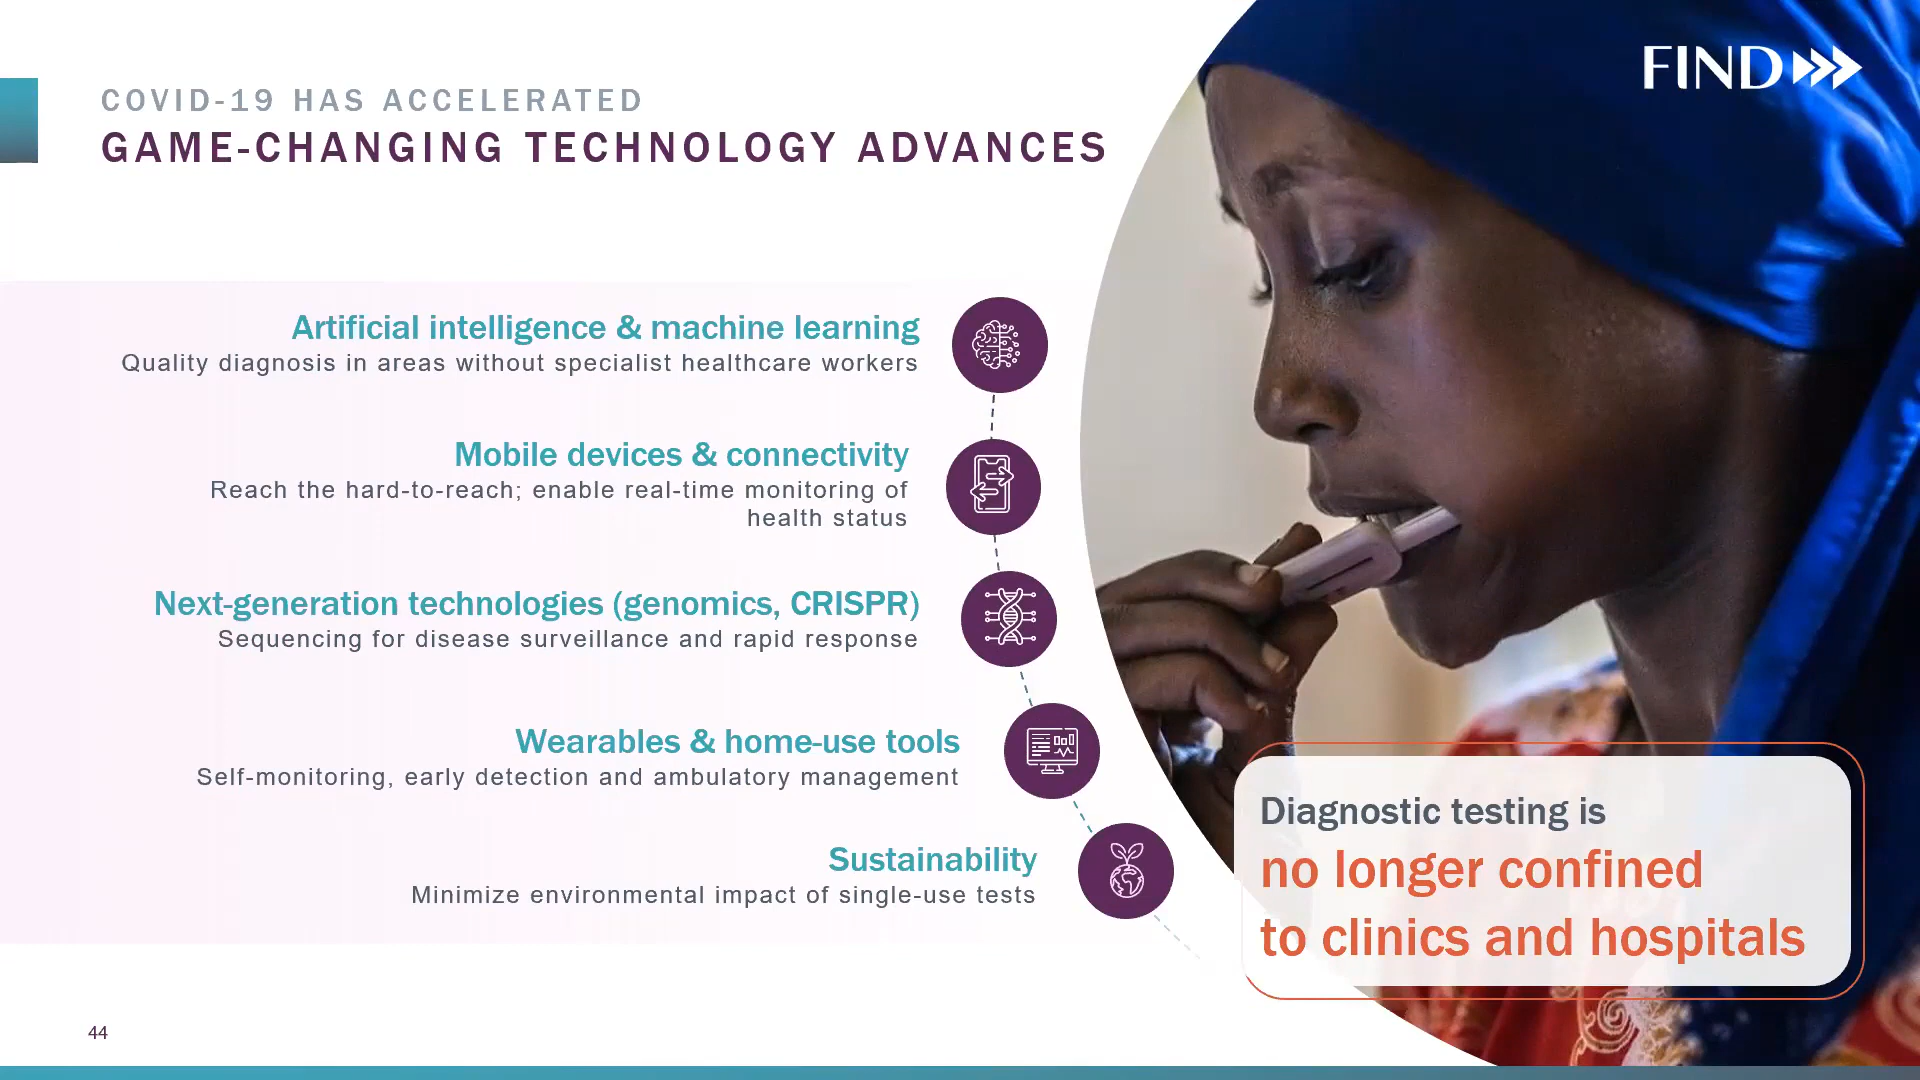 FIND
COVID-19 HAS ACCELERATED
GAME-CHANGING TECHNOLOGY ADVANCES
Artificial intelligence & machine learning
Quality diagnosis in areas without specialist healthcare workers
Mobile devices & connectivity
Reach the hard-to-reach; enable real-time monitoring of
health status
Next-generation technologies (genomics, CRISPR)
Sequencing for disease surveillance and rapid response
Wearables & home-use tools
Self-monitoring, early detection and ambulatory management
Sustainability
Minimize environmental impact of single-use tests
Diagnostic testing is
no longer confined
to clinics and hospitals
44